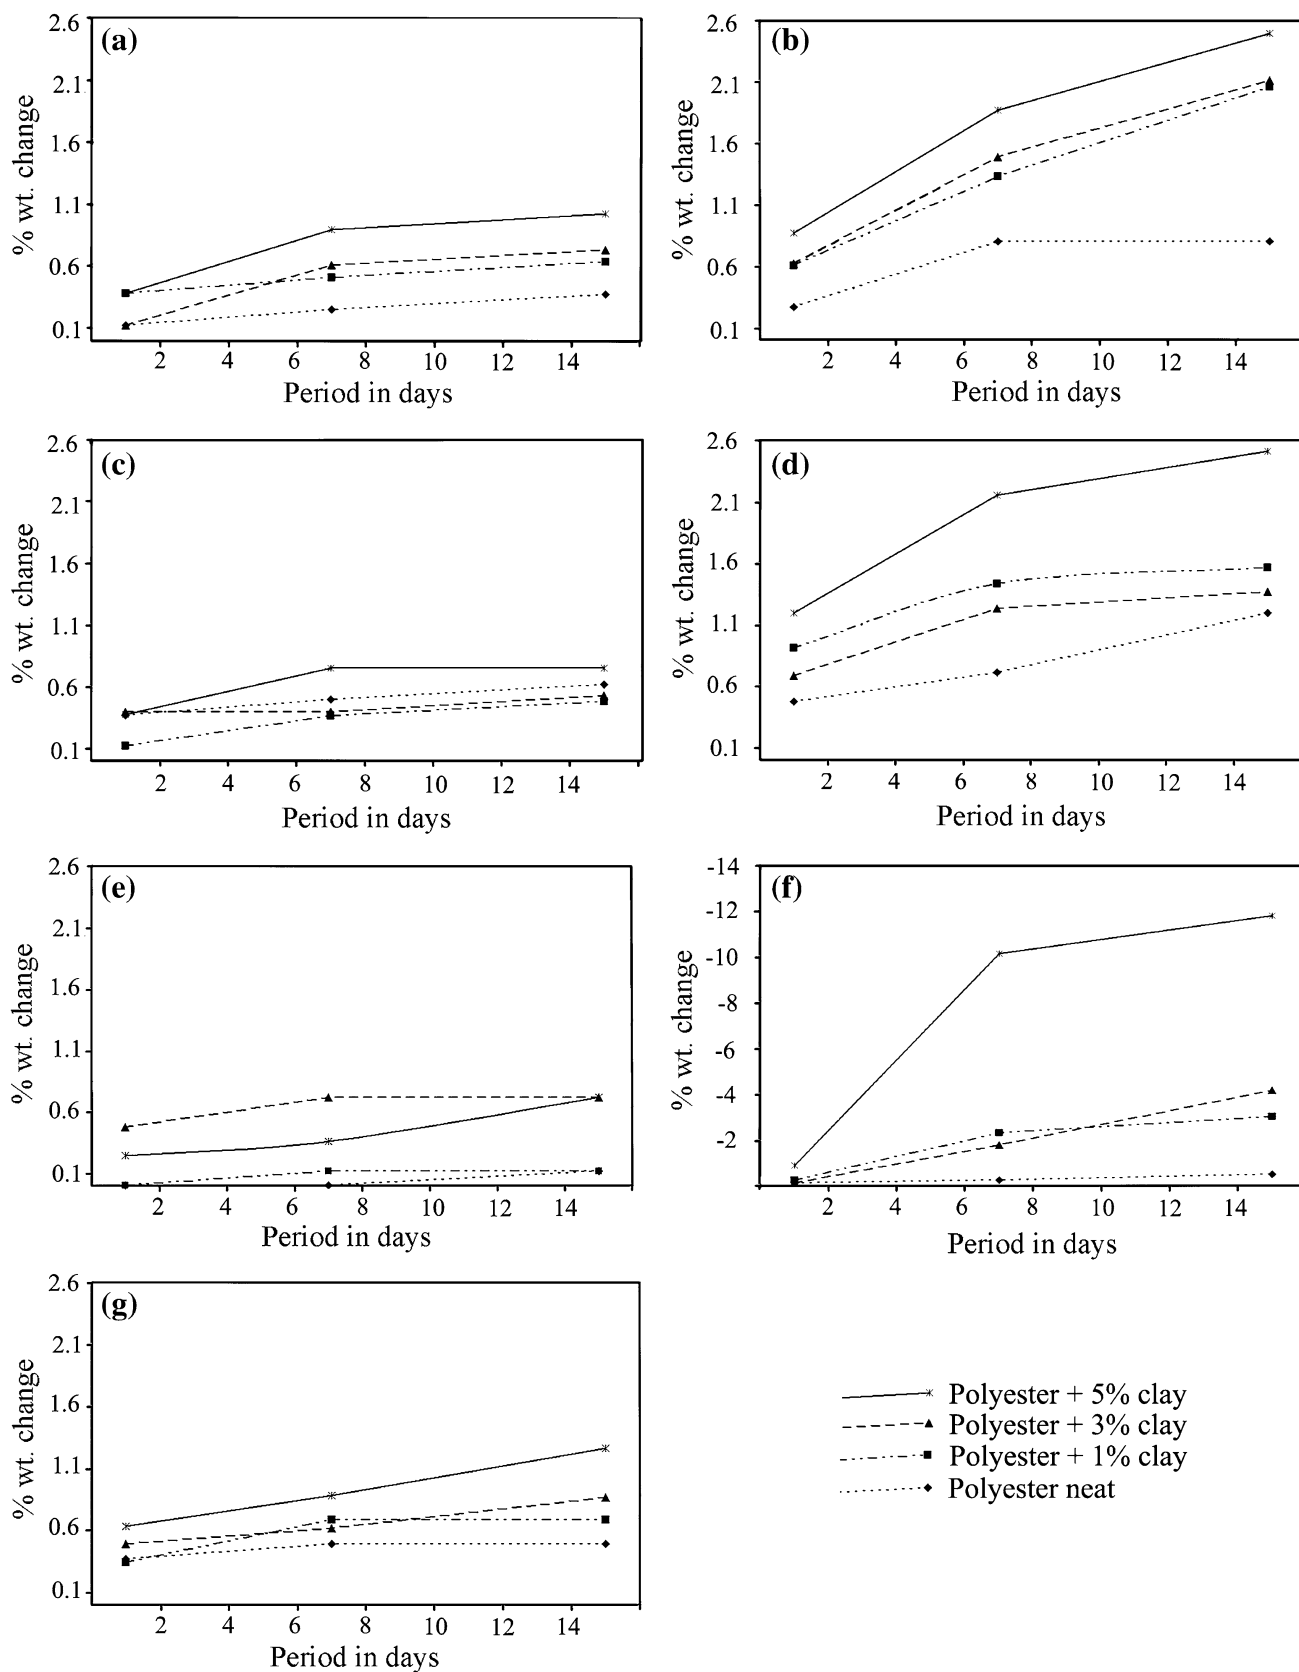 (a)
2.6
2.1
1.6
1.1
0.6
0.1
% wt. change
2 4 6 8 10 12 14
Period in days
(b)
2.6
2.1
1.6
1.1
0.6
0.1
% wt. change
2 4 6 8 10 12 14
Period in days
(c)
2.6
2.1
1.6
1.1
0.6
0.1
% wt. change
2 4 6 8 10 12 14
Period in days
(d)
2.6
2.1
1.6
1.1
0.6
0.1
% wt. change
2 4 6 8 10 12 14
Period in days
(e)
2.6
2.1
1.6
1.1
0.6
0.1
% wt. change
2 4 6 8 10 12 14
Period in days
(f)
-14
-12
-10
-8
-6
-4
-2
% wt. change
2 4 6 8 10 12 14
Period in days
(g)
2.6
2.1
1.6
1.1
0.6
0.1
% wt. change
2 4 6 8 10 12 14
Period in days
Polyester + 5% clay
Polyester + 3% clay
Polyester + 1% clay
Polyester neat